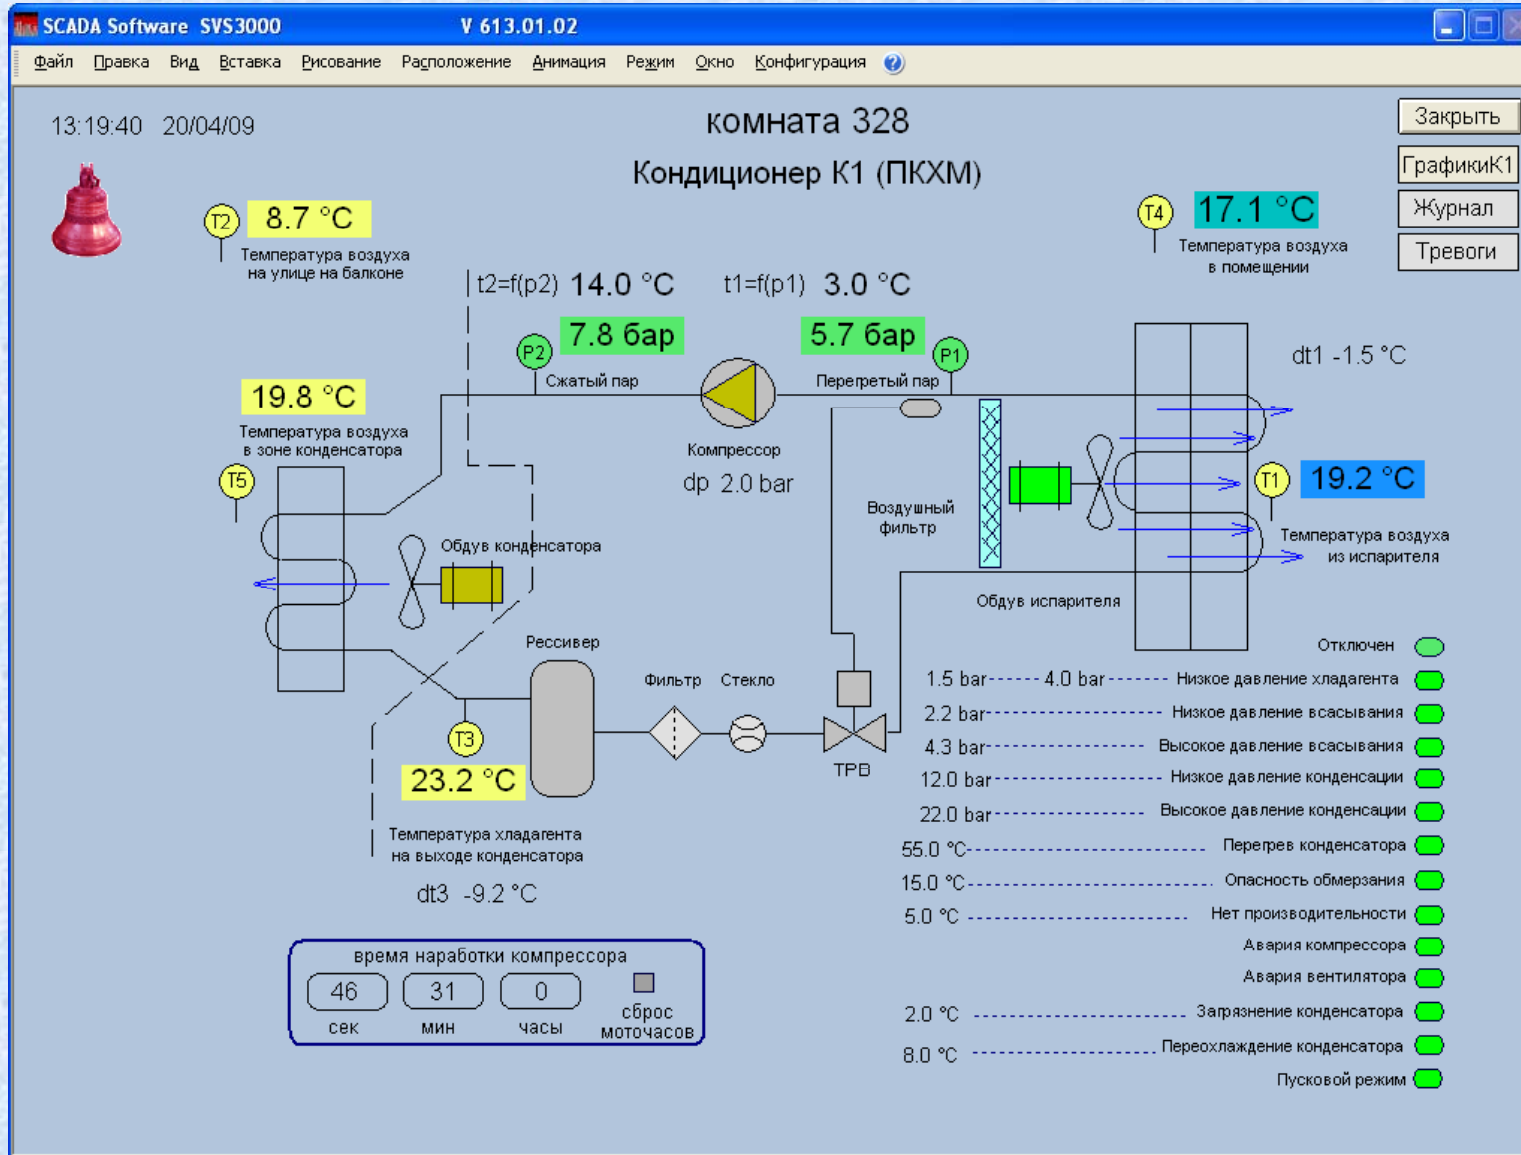 SCADA Software SVS3000 V 613.01.02
Файл Правка Вид Вставка Рисование Расположение Анимация Режим Окно Конфигурация ?
13:19:40 20/04/09
комната 328
Кондиционер К1 (ПКХМ)
Закрыть
ГрафикиК1
Журнал
Тревоги
T2 8.7 °C
Температура воздуха
на улице на балконе
T4 17.1 °C
Температура воздуха
в помещении
t2=f(p2) 14.0 °C
t1=f(p1) 3.0 °C
P2 7.8 бар
Сжатый пар
5.7 бар P1
Перегретый пар
dt1 -1.5 °C
19.8 °C
Температура воздуха
в зоне конденсатора
T5
Компрессор
dp 2.0 bar
Воздушный
фильтр
T1 19.2 °C
Температура воздуха
из испарителя
Обдув конденсатора
Обдув испарителя
Рессивер
Фильтр
Стекло
ТРВ
T3
23.2 °C
Температура хладагента
на выходе конденсатора
dt3 -9.2 °C
Отключен
1.5 bar 4.0 bar Низкое давление хладагента
2.2 bar Низкое давление всасывания
4.3 bar Высокое давление всасывания
12.0 bar Низкое давление конденсации
22.0 bar Высокое давление конденсации
55.0 °C Перегрев конденсатора
15.0 °C Опасность обмерзания
5.0 °C Нет производительности
Авария компрессора
Авария вентилятора
2.0 °C Загрязнение конденсатора
8.0 °C Переохлаждение конденсатора
Пусковой режим
время наработки компрессора
46 31 0
сек мин часы
сброс
моточасов